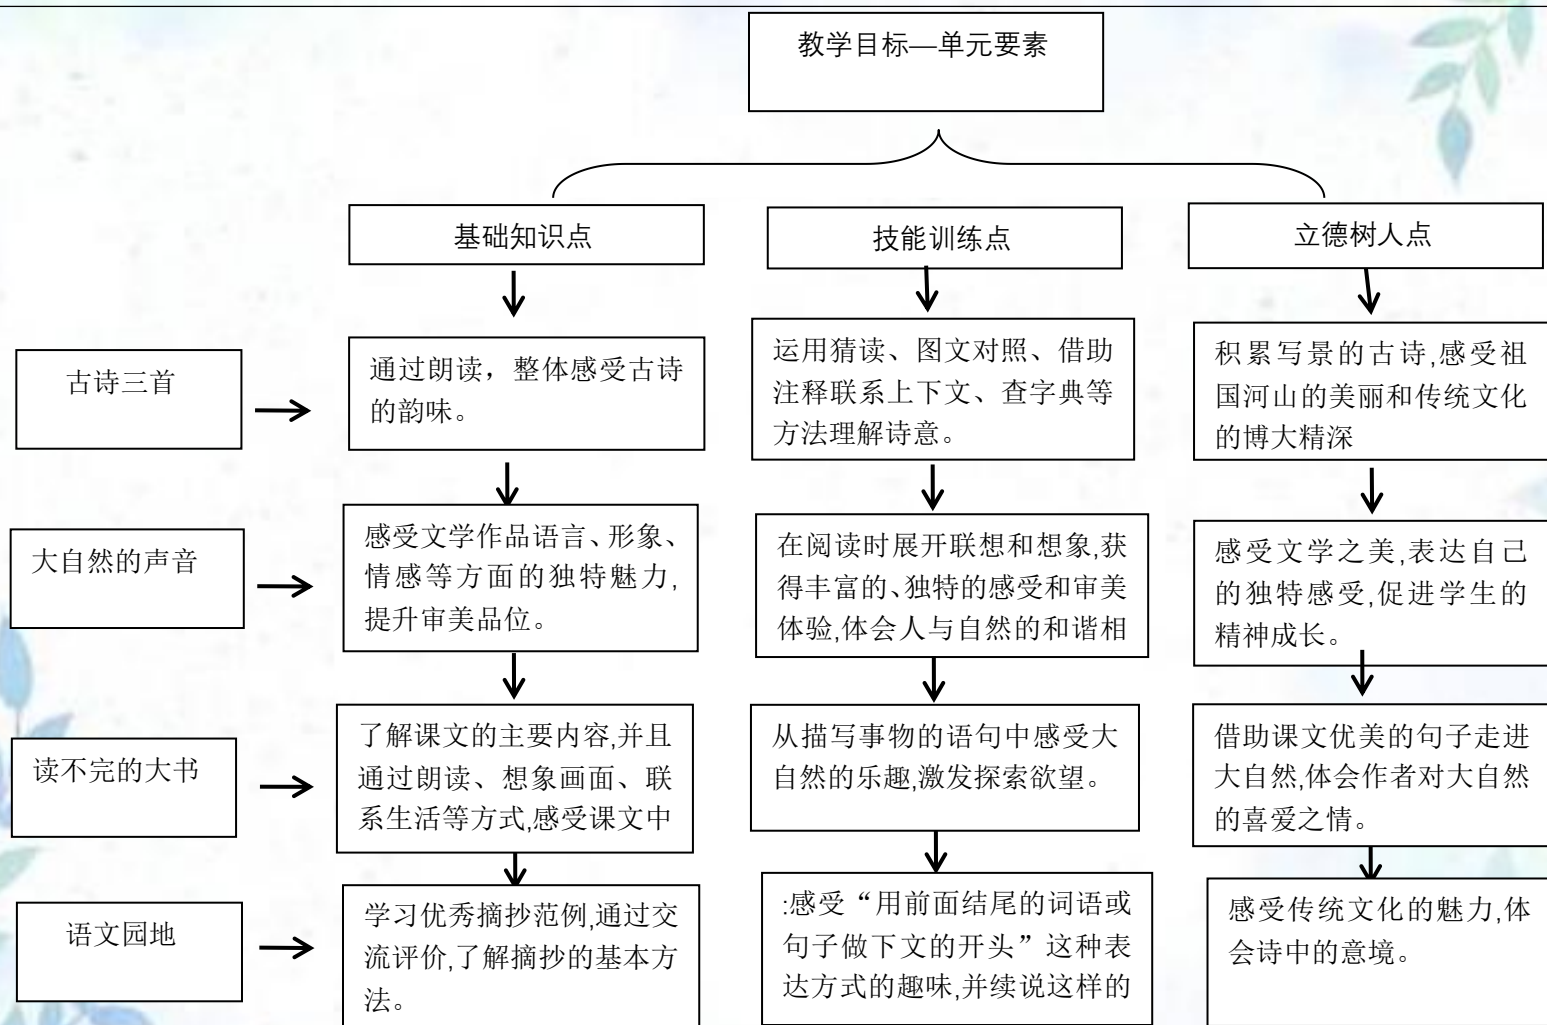 教学目标—单元要素
基础知识点
技能训练点
立德树人点
古诗三首
通过朗读，整体感受古诗
的韵味。
运用猜读、图文对照、借助
注释联系上下文、查字典等
方法理解诗意。
积累写景的古诗,感受祖
国河山的美丽和传统文化
的博大精深
大自然的声音
感受文学作品语言、形象、
情感等方面的独特魅力,
提升审美品位。
在阅读时展开联想和想象,获
得丰富的、独特的感受和审美
体验,体会人与自然的和谐相
感受文学之美,表达自己
的独特感受,促进学生的
精神成长。
读不完的大书
了解课文的主要内容,并且
通过朗读、想象画面、联
系生活等方式,感受课文中
从描写事物的语句中感受大
自然的乐趣,激发探索欲望。
借助课文优美的句子走进
大自然,体会作者对大自然
的喜爱之情。
语文园地
学习优秀摘抄范例,通过交
流评价,了解摘抄的基本方
法。
:感受“用前面结尾的词语或
句子做下文的开头”这种表
达方式的趣味,并续说这样的
感受传统文化的魅力,体
会诗中的意境。